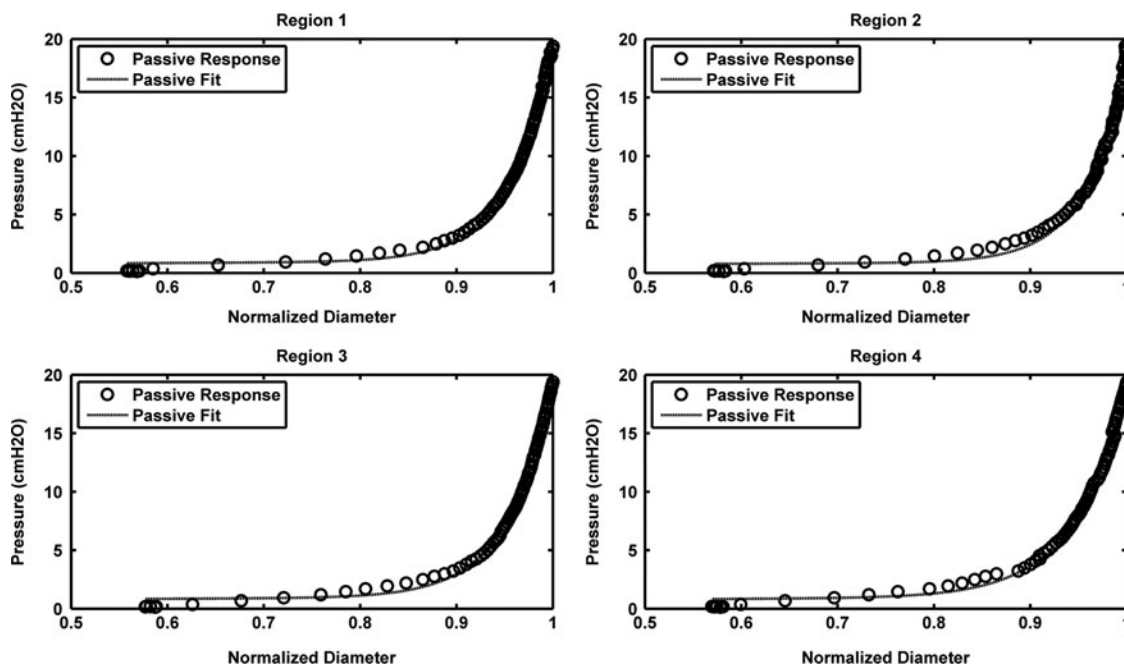 Region 1
Pressure (cmH2O)
20
15
10
5
0
Passive Response
Passive Fit
0.5 0.6 0.7 0.8 0.9 1
Normalized Diameter
Region 2
Pressure (cmH2O)
20
15
10
5
0
Passive Response
Passive Fit
0.5 0.6 0.7 0.8 0.9 1
Normalized Diameter
Region 3
Pressure (cmH2O)
20
15
10
5
0
Passive Response
Passive Fit
0.5 0.6 0.7 0.8 0.9 1
Normalized Diameter
Region 4
Pressure (cmH2O)
20
15
10
5
0
Passive Response
Passive Fit
0.5 0.6 0.7 0.8 0.9 1
Normalized Diameter